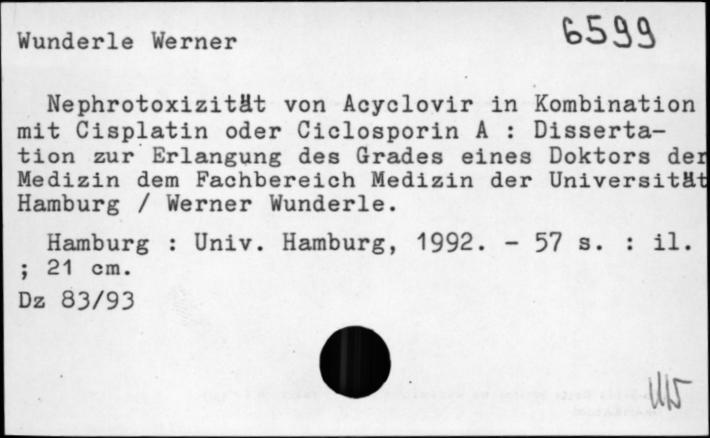 Wunderle Werner
6599
Nephrotoxizität von Acyclovir in Kombination
mit Cisplatin oder Ciclosporin A : Disserta-
tion zur Erlangung des Grades eines Doktors der
Medizin dem Fachbereich Medizin der Universität
Hamburg / Werner Wunderle.
Hamburg : Univ. Hamburg, 1992. - 57 s. : il.
; 21 cm.
Dz 83/93